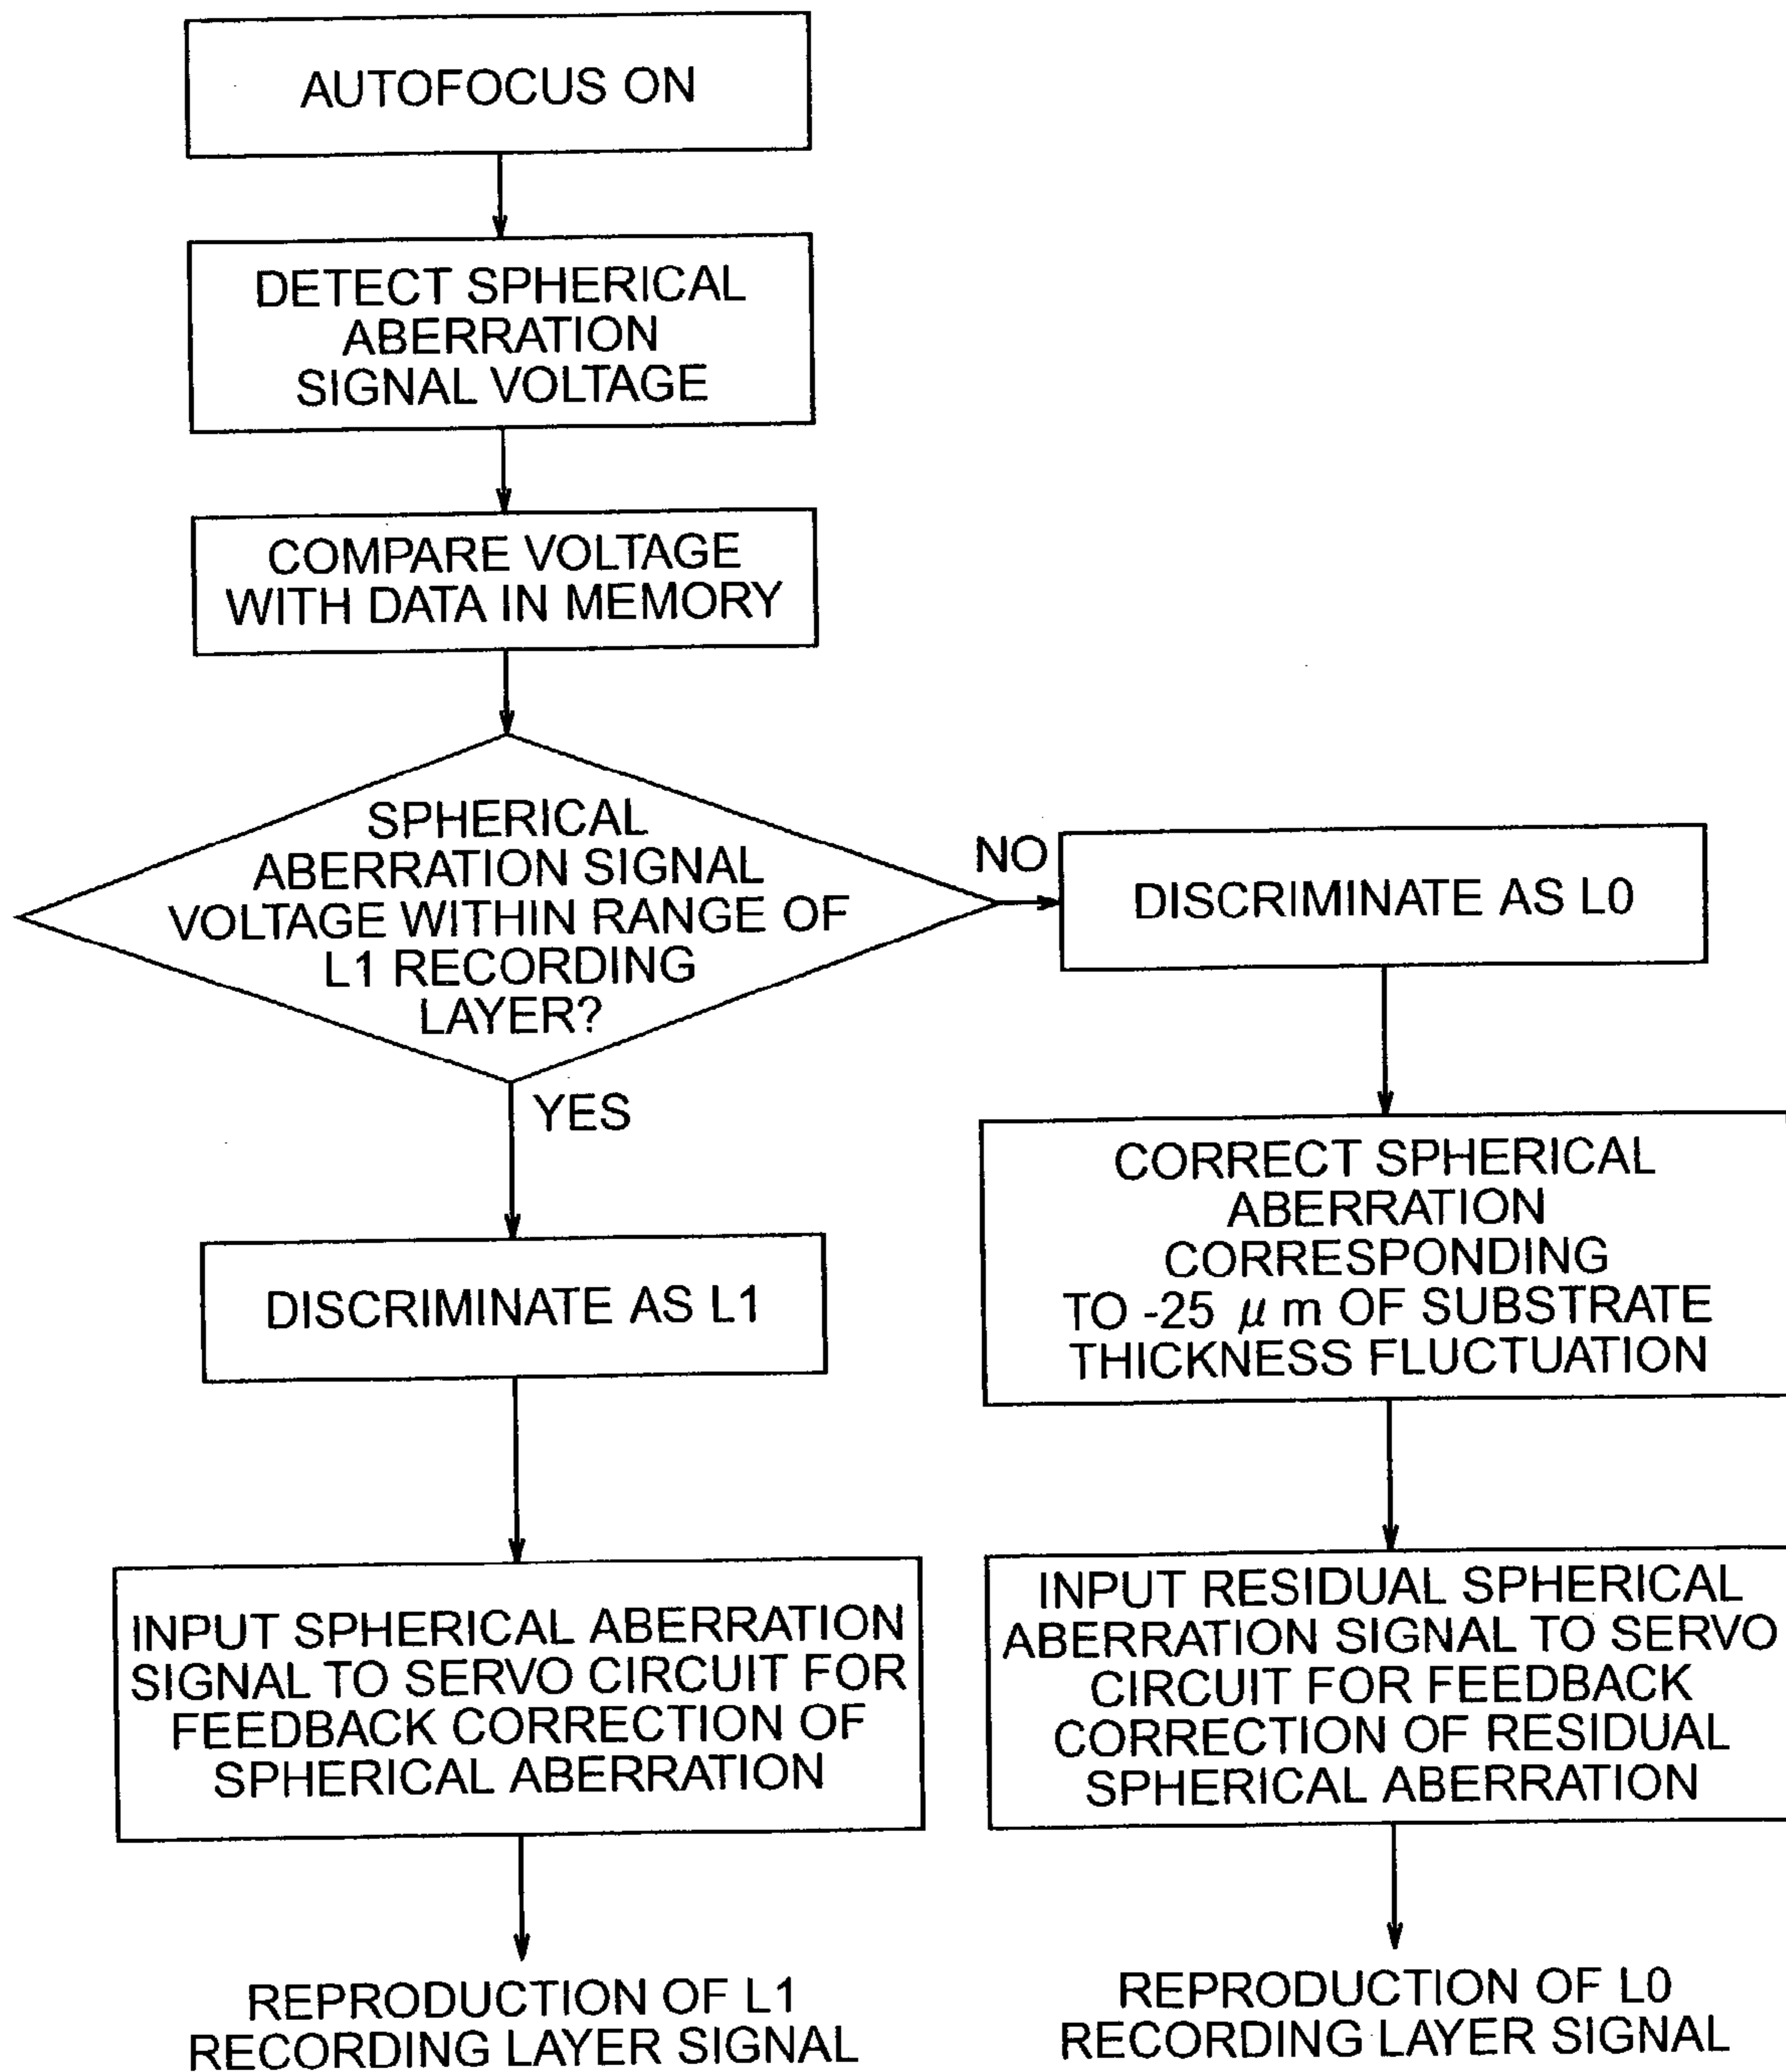 AUTOFOCUS ON
DETECT SPHERICAL
ABERRATION
SIGNAL VOLTAGE
COMPARE VOLTAGE
WITH DATA IN MEMORY
SPHERICAL
ABERRATION SIGNAL
VOLTAGE WITHIN RANGE OF
L1 RECORDING
LAYER?
NO
DISCRIMINATE AS L0
YES
CORRECT SPHERICAL
ABERRATION
CORRESPONDING
TO -25 μm OF SUBSTRATE
THICKNESS FLUCTUATION
DISCRIMINATE AS L1
INPUT SPHERICAL ABERRATION
SIGNAL TO SERVO CIRCUIT FOR
FEEDBACK CORRECTION OF
SPHERICAL ABERRATION
INPUT RESIDUAL SPHERICAL
ABERRATION SIGNAL TO SERVO
CIRCUIT FOR FEEDBACK
CORRECTION OF RESIDUAL
SPHERICAL ABERRATION
REPRODUCTION OF L1
RECORDING LAYER SIGNAL
REPRODUCTION OF L0
RECORDING LAYER SIGNAL